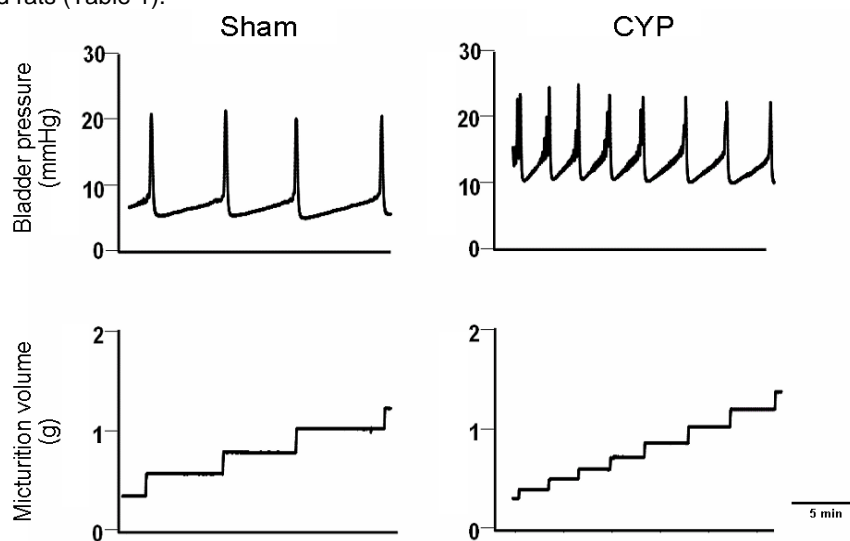 d rats (Table 1).
Sham
CYP
Bladder pressure
(mmHg)
30
20
10
0
30
20
10
0
Micturition volume
(g)
2
1
0
2
1
0
5 min